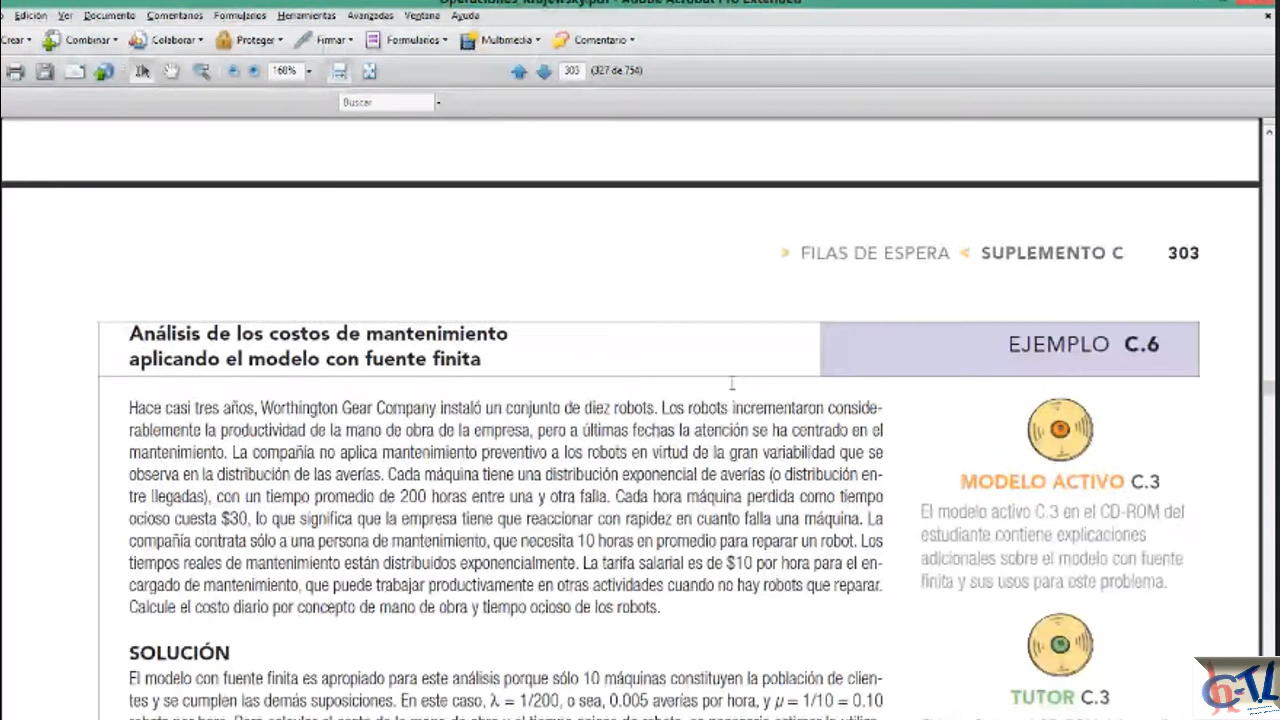 Operaciones_Krajewsky.pdf - Adobe Acrobat Pro Extended
Edición Ver Documento Comentarios Formularios Herramientas Avanzadas Ventana Ayuda
Crear Combinar Colaborar Proteger Firmar Formularios Multimedia Comentario
168% 303 (327 de 754)
Buscar
> FILAS DE ESPERA < SUPLEMENTO C 303
Análisis de los costos de mantenimiento
aplicando el modelo con fuente finita
EJEMPLO C.6
Hace casi tres años, Worthington Gear Company instaló un conjunto de diez robots. Los robots incrementaron conside-
rablemente la productividad de la mano de obra de la empresa, pero a últimas fechas la atención se ha centrado en el
mantenimiento. La compañía no aplica mantenimiento preventivo a los robots en virtud de la gran variabilidad que se
observa en la distribución de las averías. Cada máquina tiene una distribución exponencial de averías (o distribución en-
tre llegadas), con un tiempo promedio de 200 horas entre una y otra falla. Cada hora máquina perdida como tiempo
ocioso cuesta $30, lo que significa que la empresa tiene que reaccionar con rapidez en cuanto falla una máquina. La
compañía contrata sólo a una persona de mantenimiento, que necesita 10 horas en promedio para reparar un robot. Los
tiempos reales de mantenimiento están distribuidos exponencialmente. La tarifa salarial es de $10 por hora para el en-
cargado de mantenimiento, que puede trabajar productivamente en otras actividades cuando no hay robots que reparar.
Calcule el costo diario por concepto de mano de obra y tiempo ocioso de los robots.
MODELO ACTIVO C.3
El modelo activo C.3 en el CD-ROM del
estudiante contiene explicaciones
adicionales sobre el modelo con fuente
finita y sus usos para este problema.
SOLUCIÓN
El modelo con fuente finita es apropiado para este análisis porque sólo 10 máquinas constituyen la población de clien-
tes y se cumplen las demás suposiciones. En este caso, λ = 1/200, o sea, 0.005 averías por hora, y μ = 1/10 = 0.10
TUTOR C.3